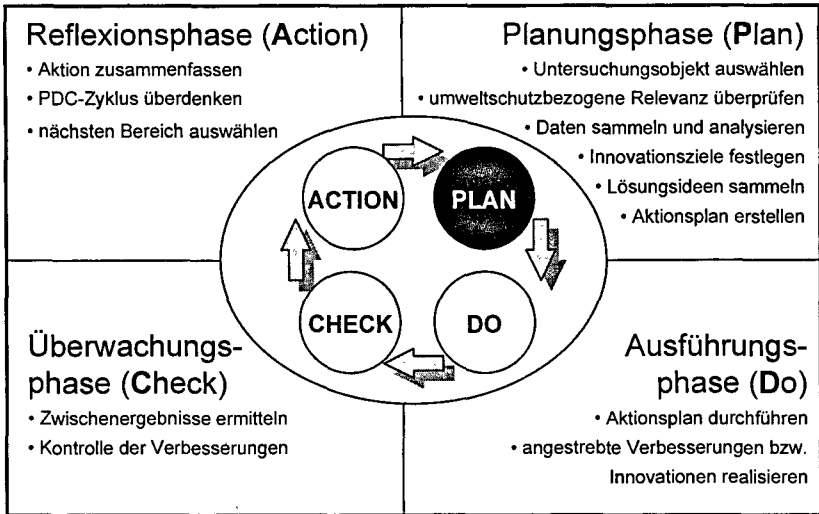 Reflexionsphase (Action)
• Aktion zusammenfassen
• PDC-Zyklus überdenken
• nächsten Bereich auswählen
Planungsphase (Plan)
• Untersuchungsobjekt auswählen
• umweltschutzbezogene Relevanz überprüfen
• Daten sammeln und analysieren
• Innovationsziele festlegen
• Lösungsideen sammeln
• Aktionsplan erstellen
ACTION
PLAN
CHECK
DO
Überwachungs-
phase (Check)
• Zwischenergebnisse ermitteln
• Kontrolle der Verbesserungen
Ausführungs-
phase (Do)
• Aktionsplan durchführen
• angestrebte Verbesserungen bzw.
Innovationen realisieren